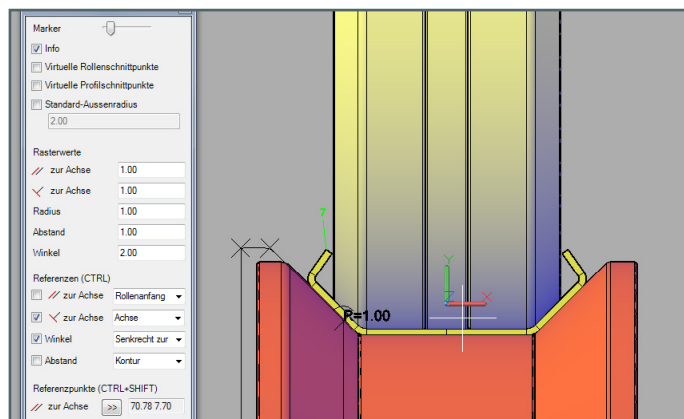 Marker
Info
Virtuelle Rollenschnittpunkte
Virtuelle Profilschnittpunkte
Standard-Aussenradius
2.00
Rasterwerte
zur Achse 1.00
zur Achse 1.00
Radius 1.00
Abstand 1.00
Winkel 2.00
Referenzen (CTRL)
zur Achse Rollenanfang
zur Achse Achse
Winkel Senkrecht zur
Abstand Kontur
Referenzpunkte (CTRL+SHIFT)
zur Achse >> 70.78 7.70
7
Y
Z X
R=1.00